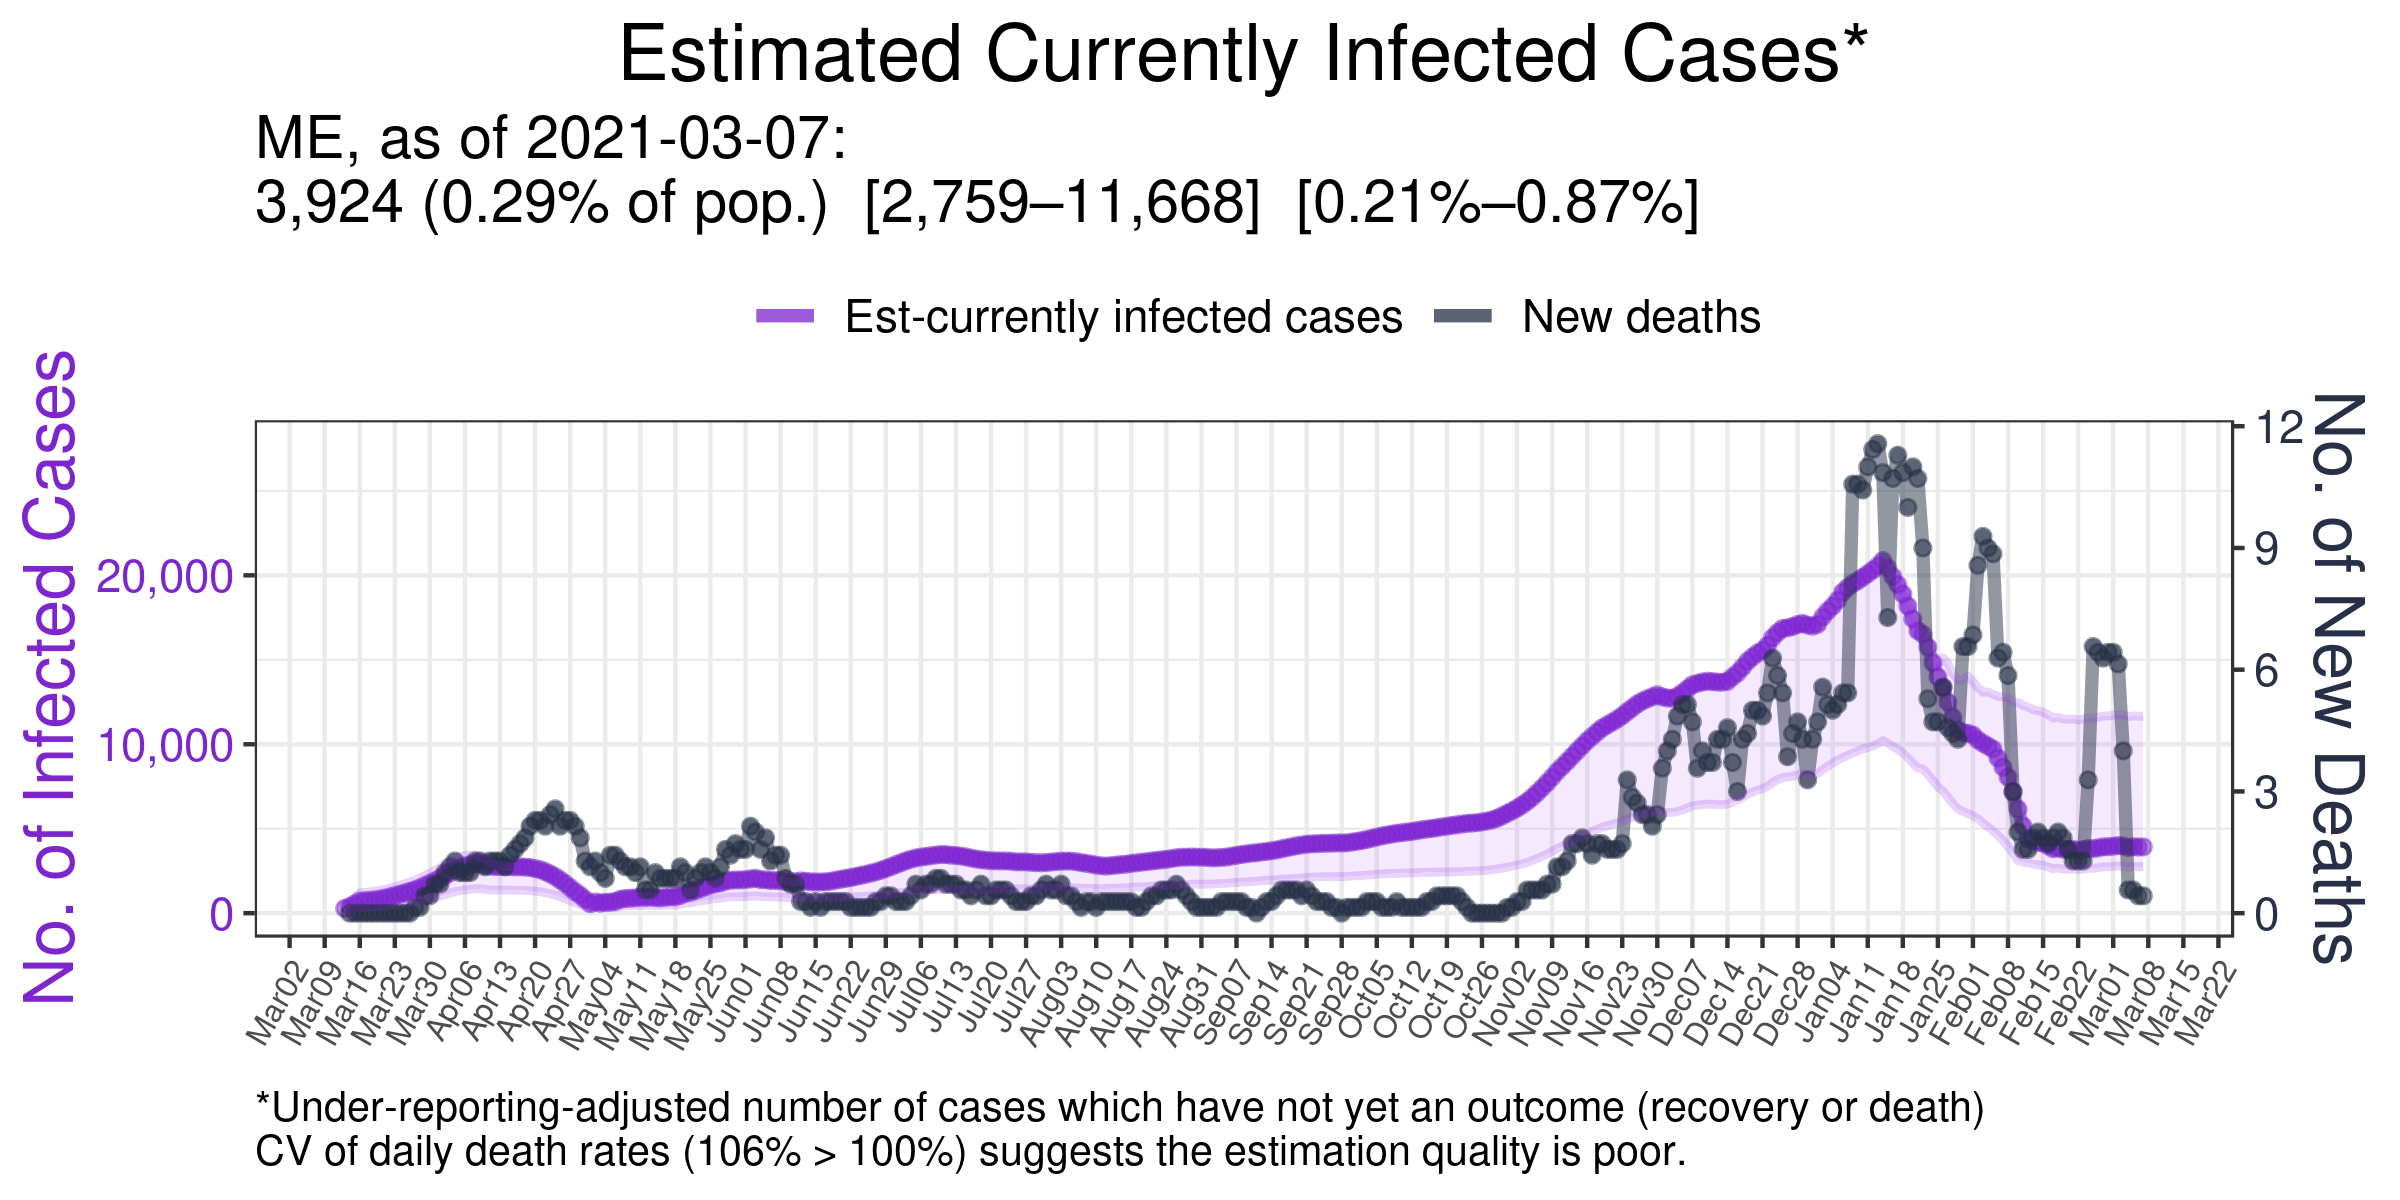 Estimated Currently Infected Cases*
ME, as of 2021-03-07:
3,924 (0.29% of pop.) [2,759–11,668] [0.21%–0.87%]
Est-currently infected cases New deaths
No. of Infected Cases
20,000
10,000
0
12
9
6
3
0
No. of New Deaths
Mar02 Mar09 Mar16 Mar23 Mar30 Apr06 Apr13 Apr20 Apr27 May04 May11 May18 May25 Jun01 Jun08 Jun15 Jun22 Jun29 Jul06 Jul13 Jul20 Jul27 Aug03 Aug10 Aug17 Aug24 Aug31 Sep07 Sep14 Sep21 Sep28 Oct05 Oct12 Oct19 Oct26 Nov02 Nov09 Nov16 Nov23 Nov30 Dec07 Dec14 Dec21 Dec28 Jan04 Jan11 Jan18 Jan25 Feb01 Feb08 Feb15 Feb22 Mar01 Mar08 Mar15 Mar22
*Under-reporting-adjusted number of cases which have not yet an outcome (recovery or death)
CV of daily death rates (106% > 100%) suggests the estimation quality is poor.